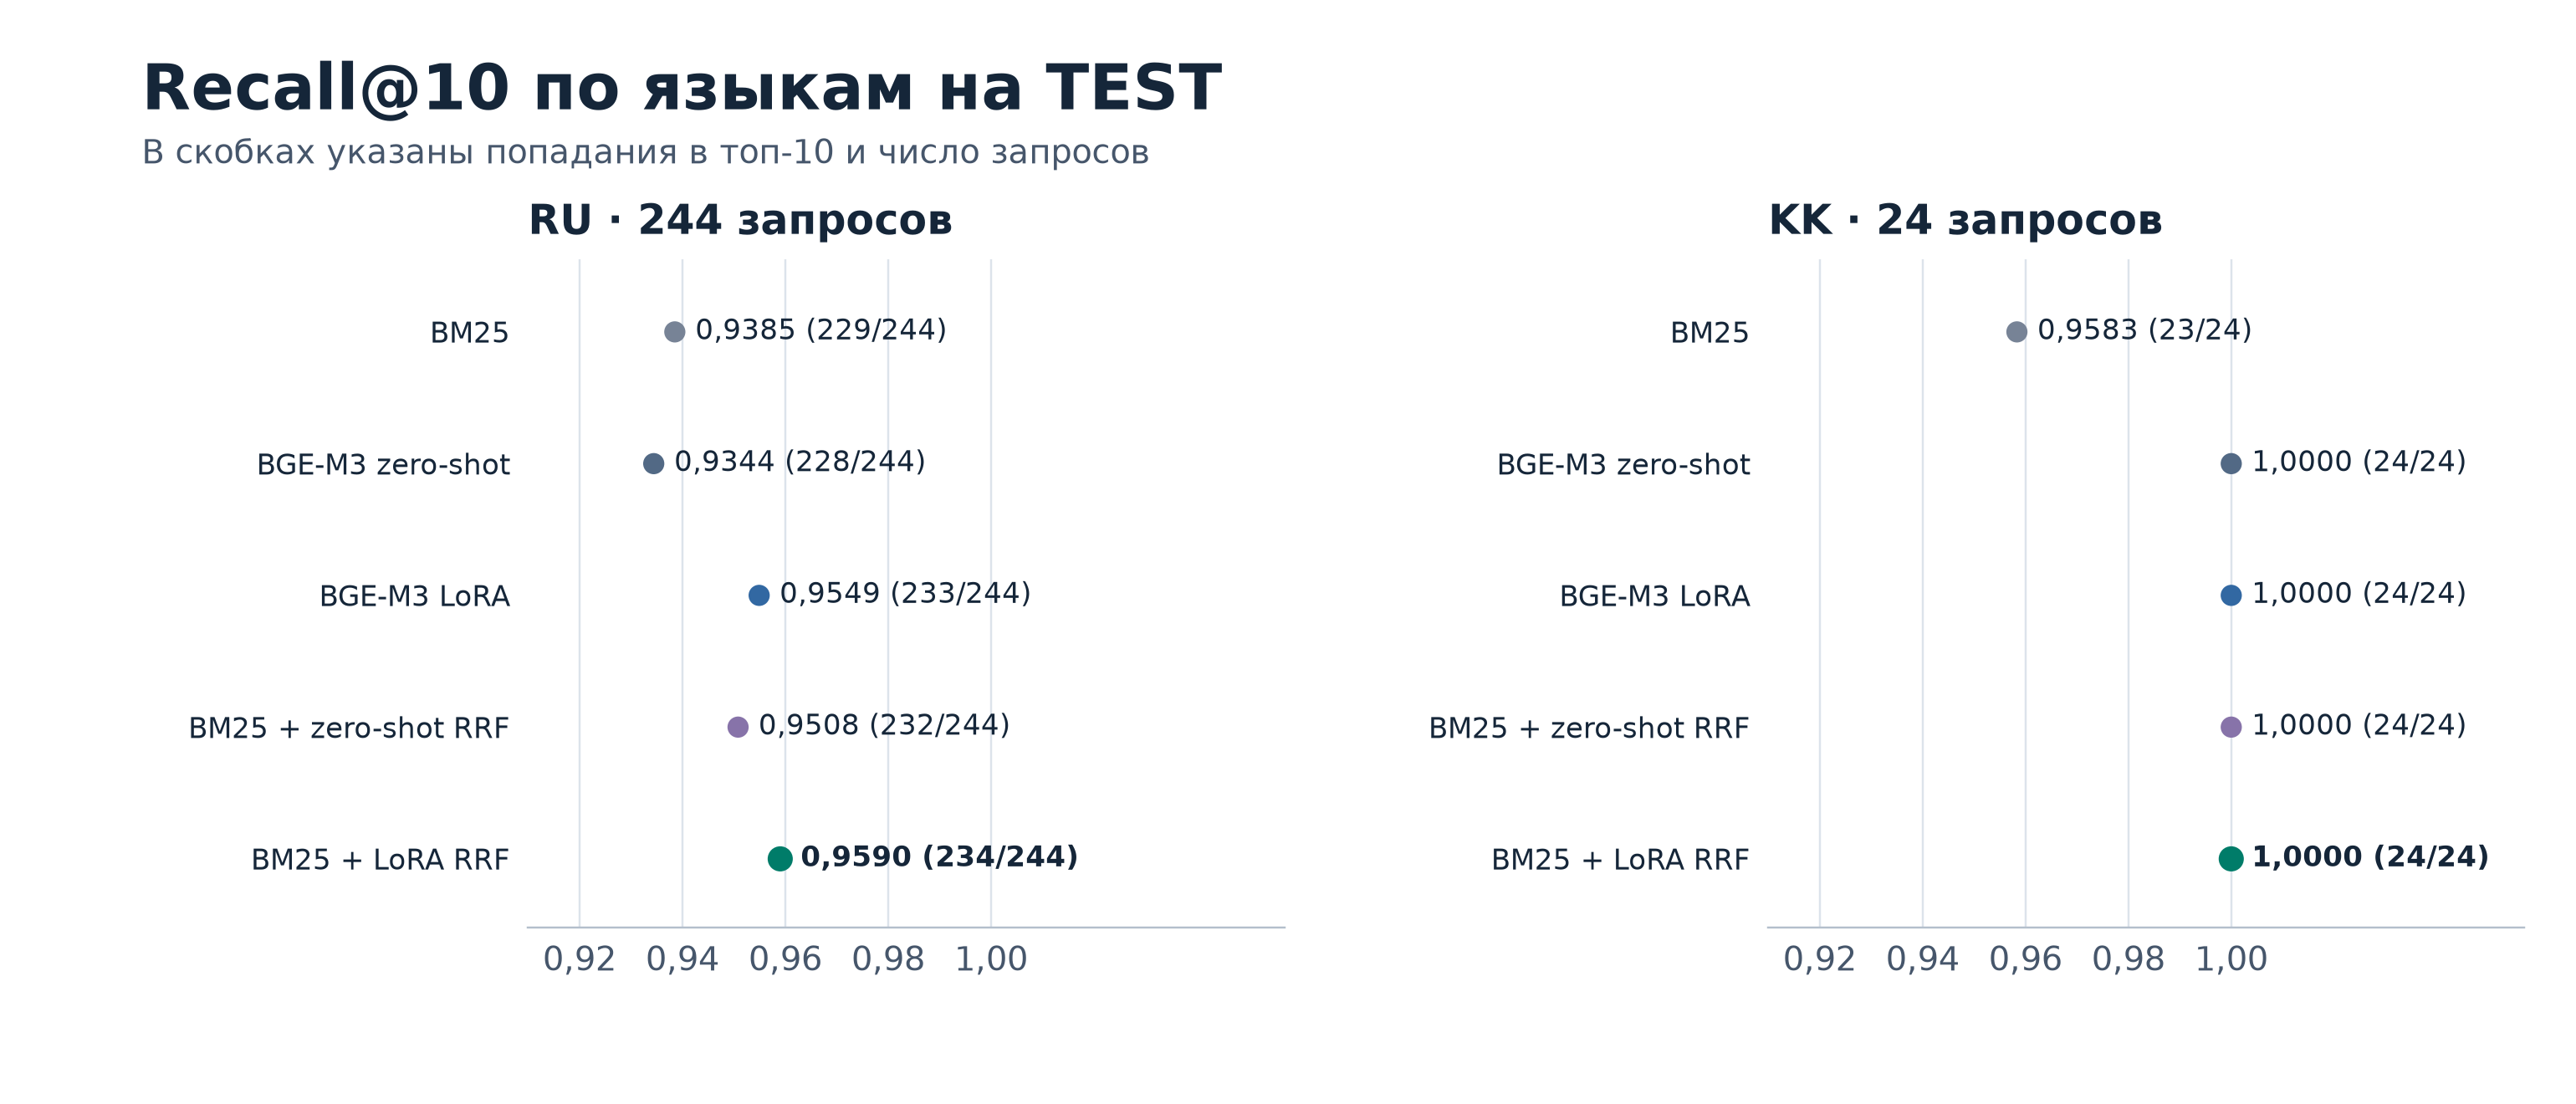 Recall@10 по языкам на TEST
В скобках указаны попадания в топ-10 и число запросов
RU · 244 запросов
BM25 0,9385 (229/244)
BGE-M3 zero-shot 0,9344 (228/244)
BGE-M3 LoRA 0,9549 (233/244)
BM25 + zero-shot RRF 0,9508 (232/244)
BM25 + LoRA RRF 0,9590 (234/244)
0,92 0,94 0,96 0,98 1,00
KK · 24 запросов
BM25 0,9583 (23/24)
BGE-M3 zero-shot 1,0000 (24/24)
BGE-M3 LoRA 1,0000 (24/24)
BM25 + zero-shot RRF 1,0000 (24/24)
BM25 + LoRA RRF 1,0000 (24/24)
0,92 0,94 0,96 0,98 1,00